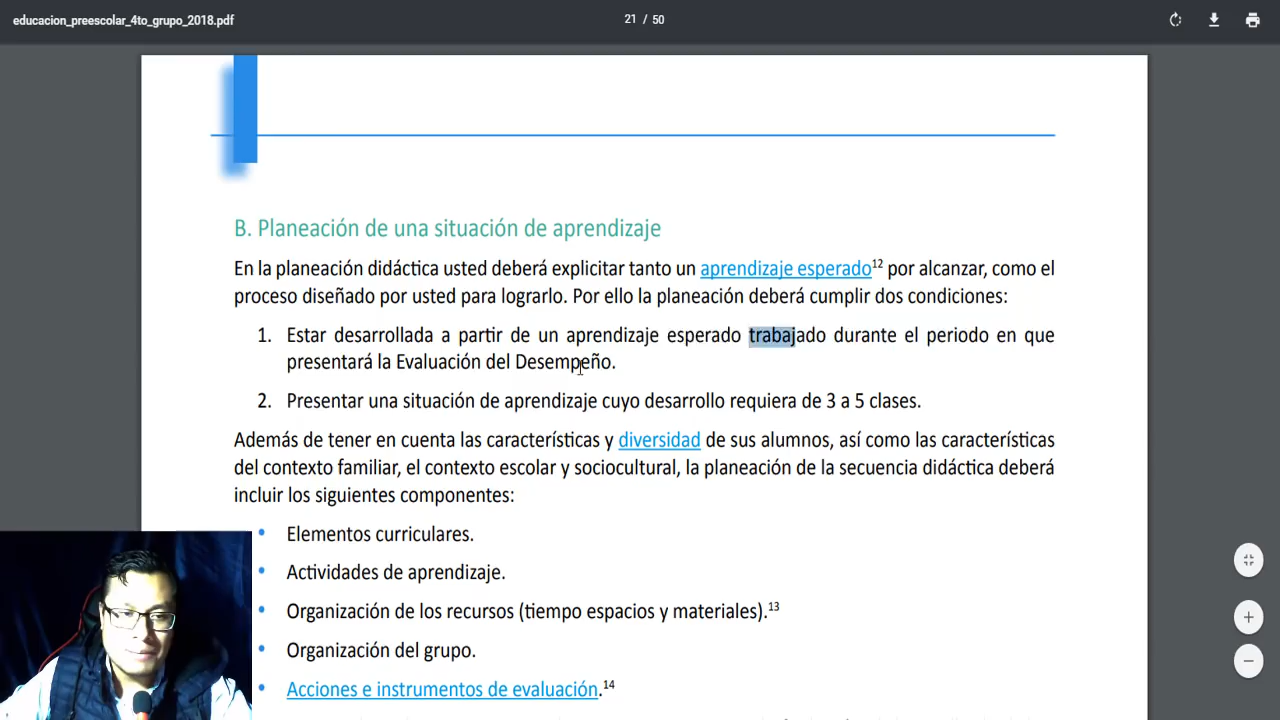 educacion_preescolar_4to_grupo_2018.pdf
21 / 50
B. Planeación de una situación de aprendizaje
En la planeación didáctica usted deberá explicitar tanto un aprendizaje esperado12 por alcanzar, como el
proceso diseñado por usted para lograrlo. Por ello la planeación deberá cumplir dos condiciones:
1. Estar desarrollada a partir de un aprendizaje esperado trabajado durante el periodo en que
presentará la Evaluación del Desempeño.
2. Presentar una situación de aprendizaje cuyo desarrollo requiera de 3 a 5 clases.
Además de tener en cuenta las características y diversidad de sus alumnos, así como las características
del contexto familiar, el contexto escolar y sociocultural, la planeación de la secuencia didáctica deberá
incluir los siguientes componentes:
• Elementos curriculares.
• Actividades de aprendizaje.
• Organización de los recursos (tiempo espacios y materiales).13
• Organización del grupo.
• Acciones e instrumentos de evaluación.14